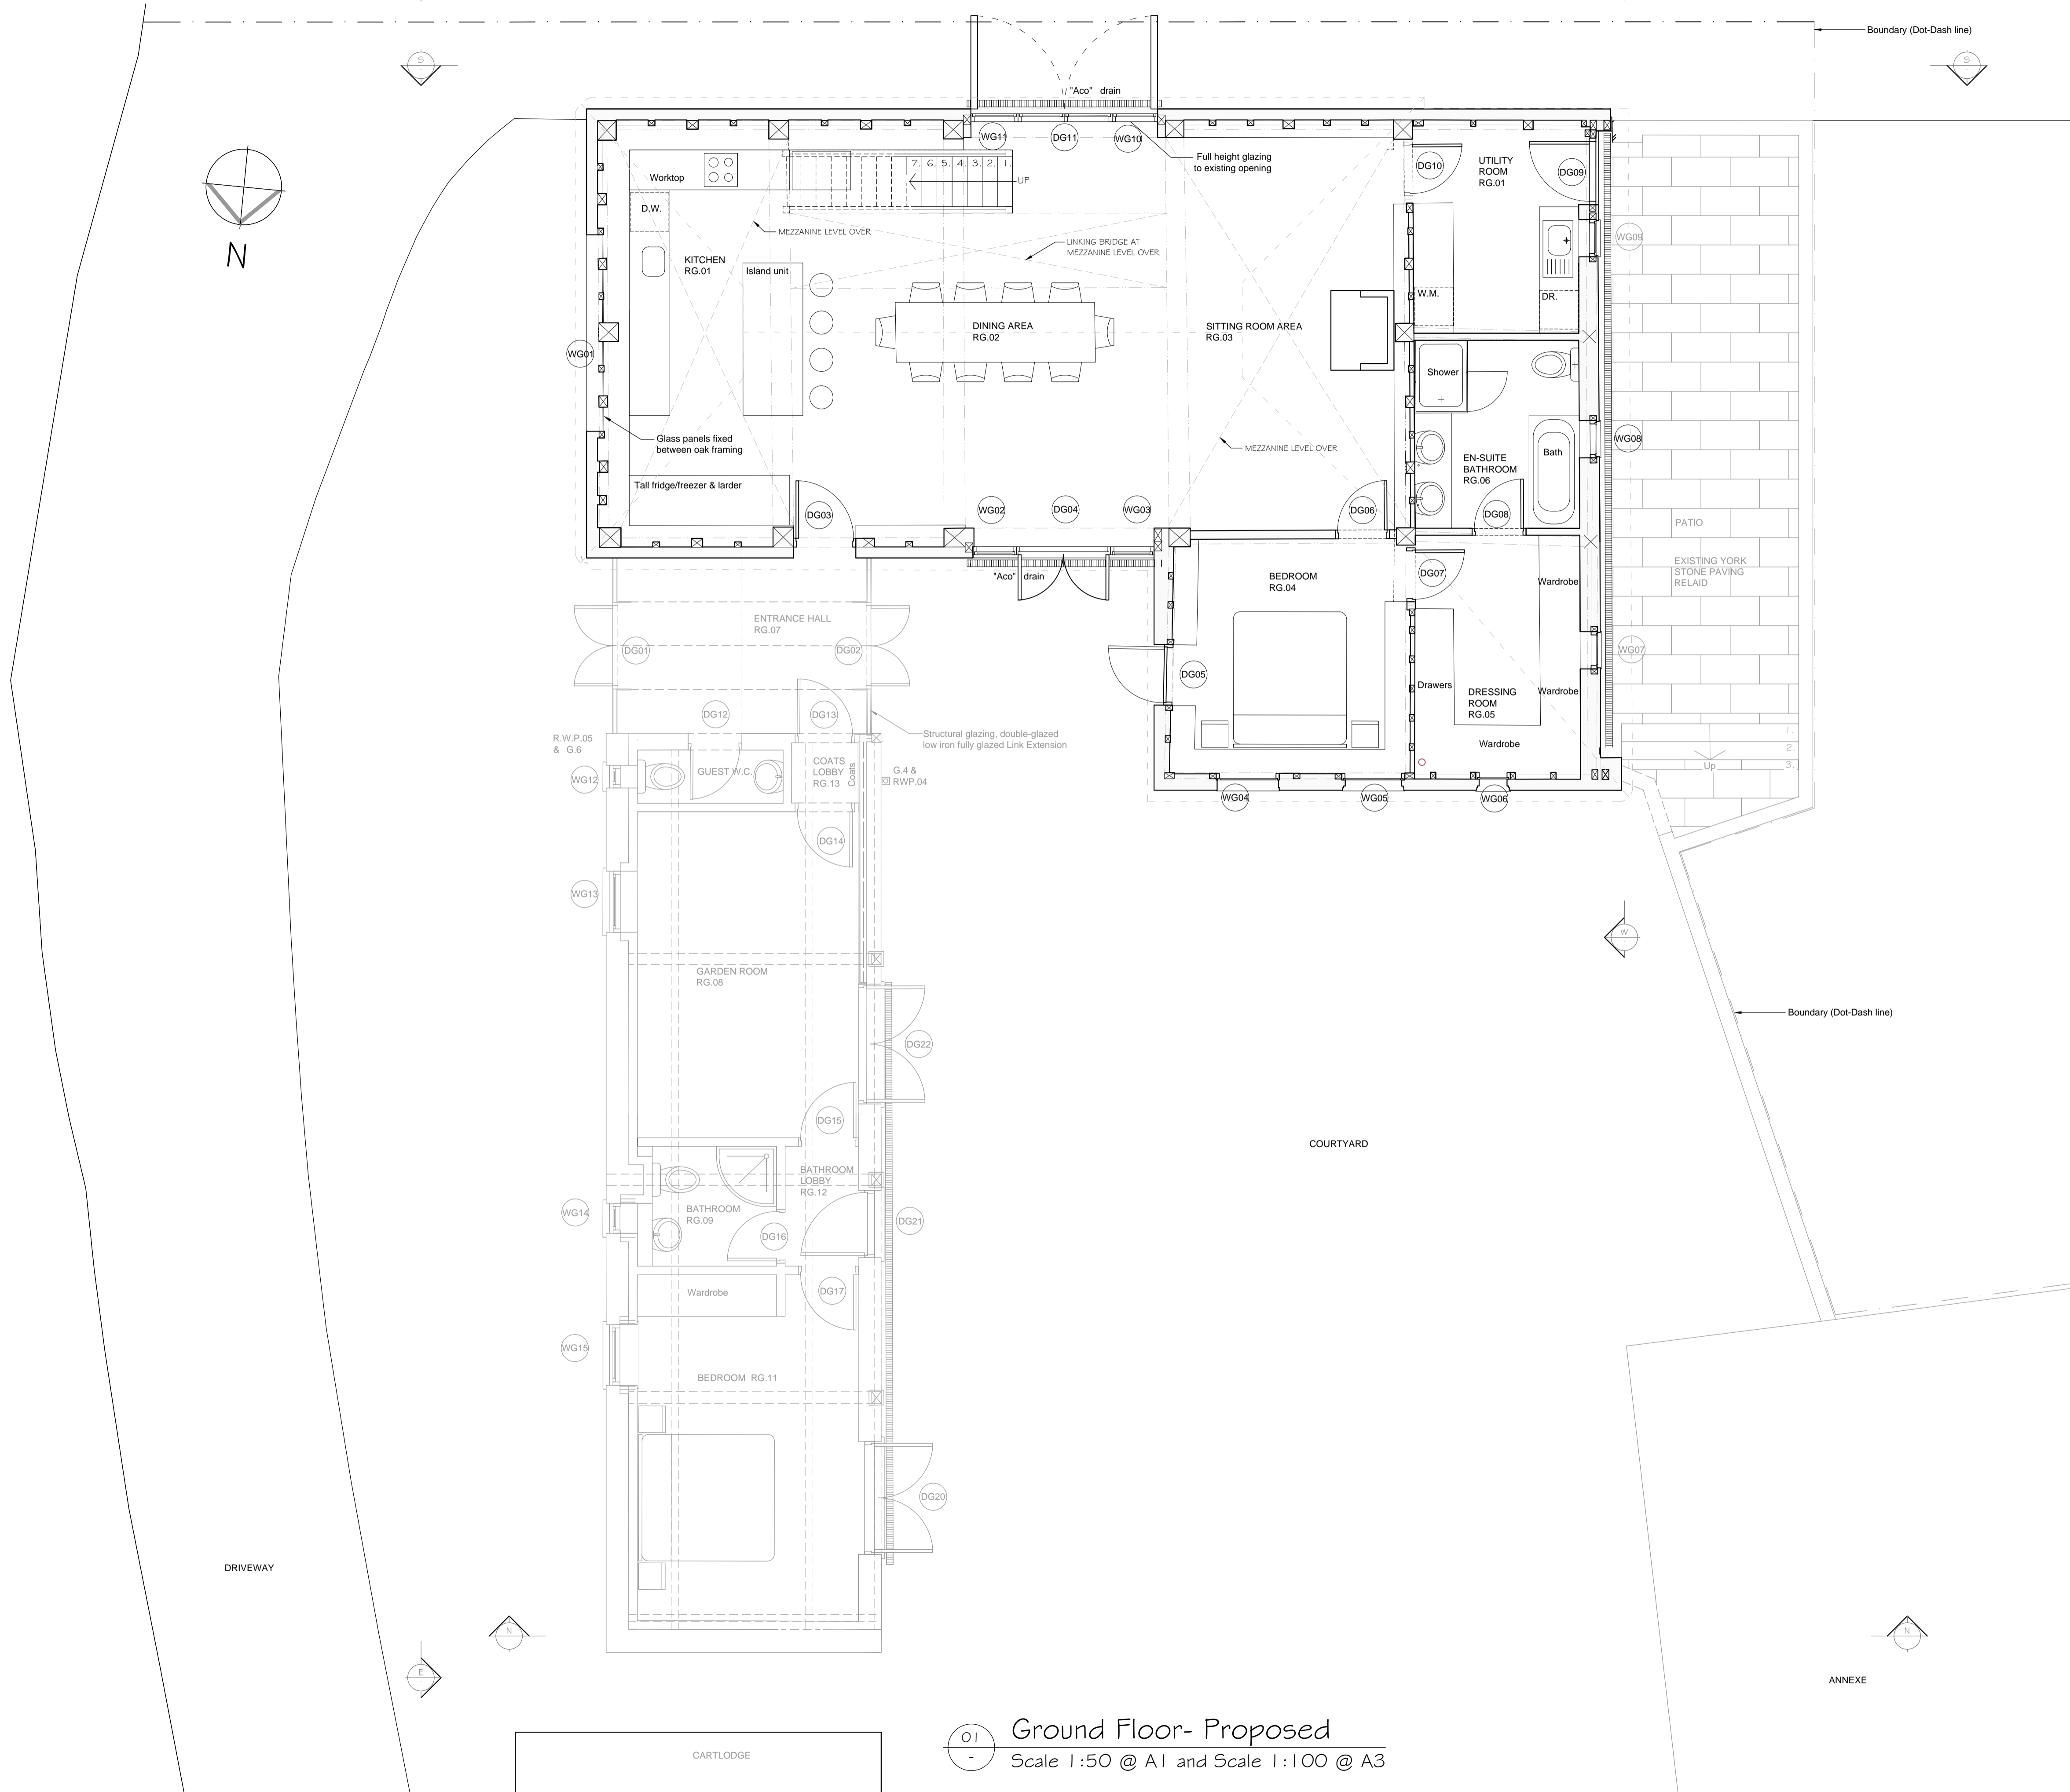 Boundary (Dot-Dash line)
S
S
"Aco" drain
WG11
DG11
WG10
Full height glazing
to existing opening
DG10
UTILITY
ROOM
RG.01
DG09
Worktop
7. 6. 5. 4. 3. 2. 1.
UP
D.W.
MEZZANINE LEVEL OVER
LINKING BRIDGE AT
MEZZANINE LEVEL OVER
WG09
N
KITCHEN
RG.01
Island unit
W.M.
DR.
DINING AREA
RG.02
SITTING ROOM AREA
RG.03
WG01
Shower
Glass panels fixed
between oak framing
MEZZANINE LEVEL OVER
WG08
Bath
EN-SUITE
BATHROOM
RG.06
Tall fridge/freezer & larder
DG03
WG02
DG04
WG03
DG06
DG08
PATIO
EXISTING YORK
STONE PAVING
RELAID
"Aco" drain
BEDROOM
RG.04
DG07
Wardrobe
ENTRANCE HALL
RG.07
DG01
DG02
WG07
DG05
Drawers
DRESSING
ROOM
RG.05
Wardrobe
Wardrobe
DG12
DG13
Structural glazing, double-glazed
low iron fully glazed Link Extension
R.W.P.05
& G.6
1.
2.
3.
Up
WG12
GUEST W.C.
COATS
LOBBY
RG.13
Coats
G.4 &
RWP.04
WG04
WG05
WG06
DG14
WG13
W
GARDEN ROOM
RG.08
Boundary (Dot-Dash line)
DG22
DG15
COURTYARD
BATHROOM
LOBBY
RG.12
BATHROOM
RG.09
WG14
DG21
DG16
Wardrobe
DG17
WG15
BEDROOM RG.11
DG20
DRIVEWAY
N
N
E
ANNEXE
01
-
Ground Floor- Proposed
Scale 1:50 @ A1 and Scale 1:100 @ A3
CARTLODGE